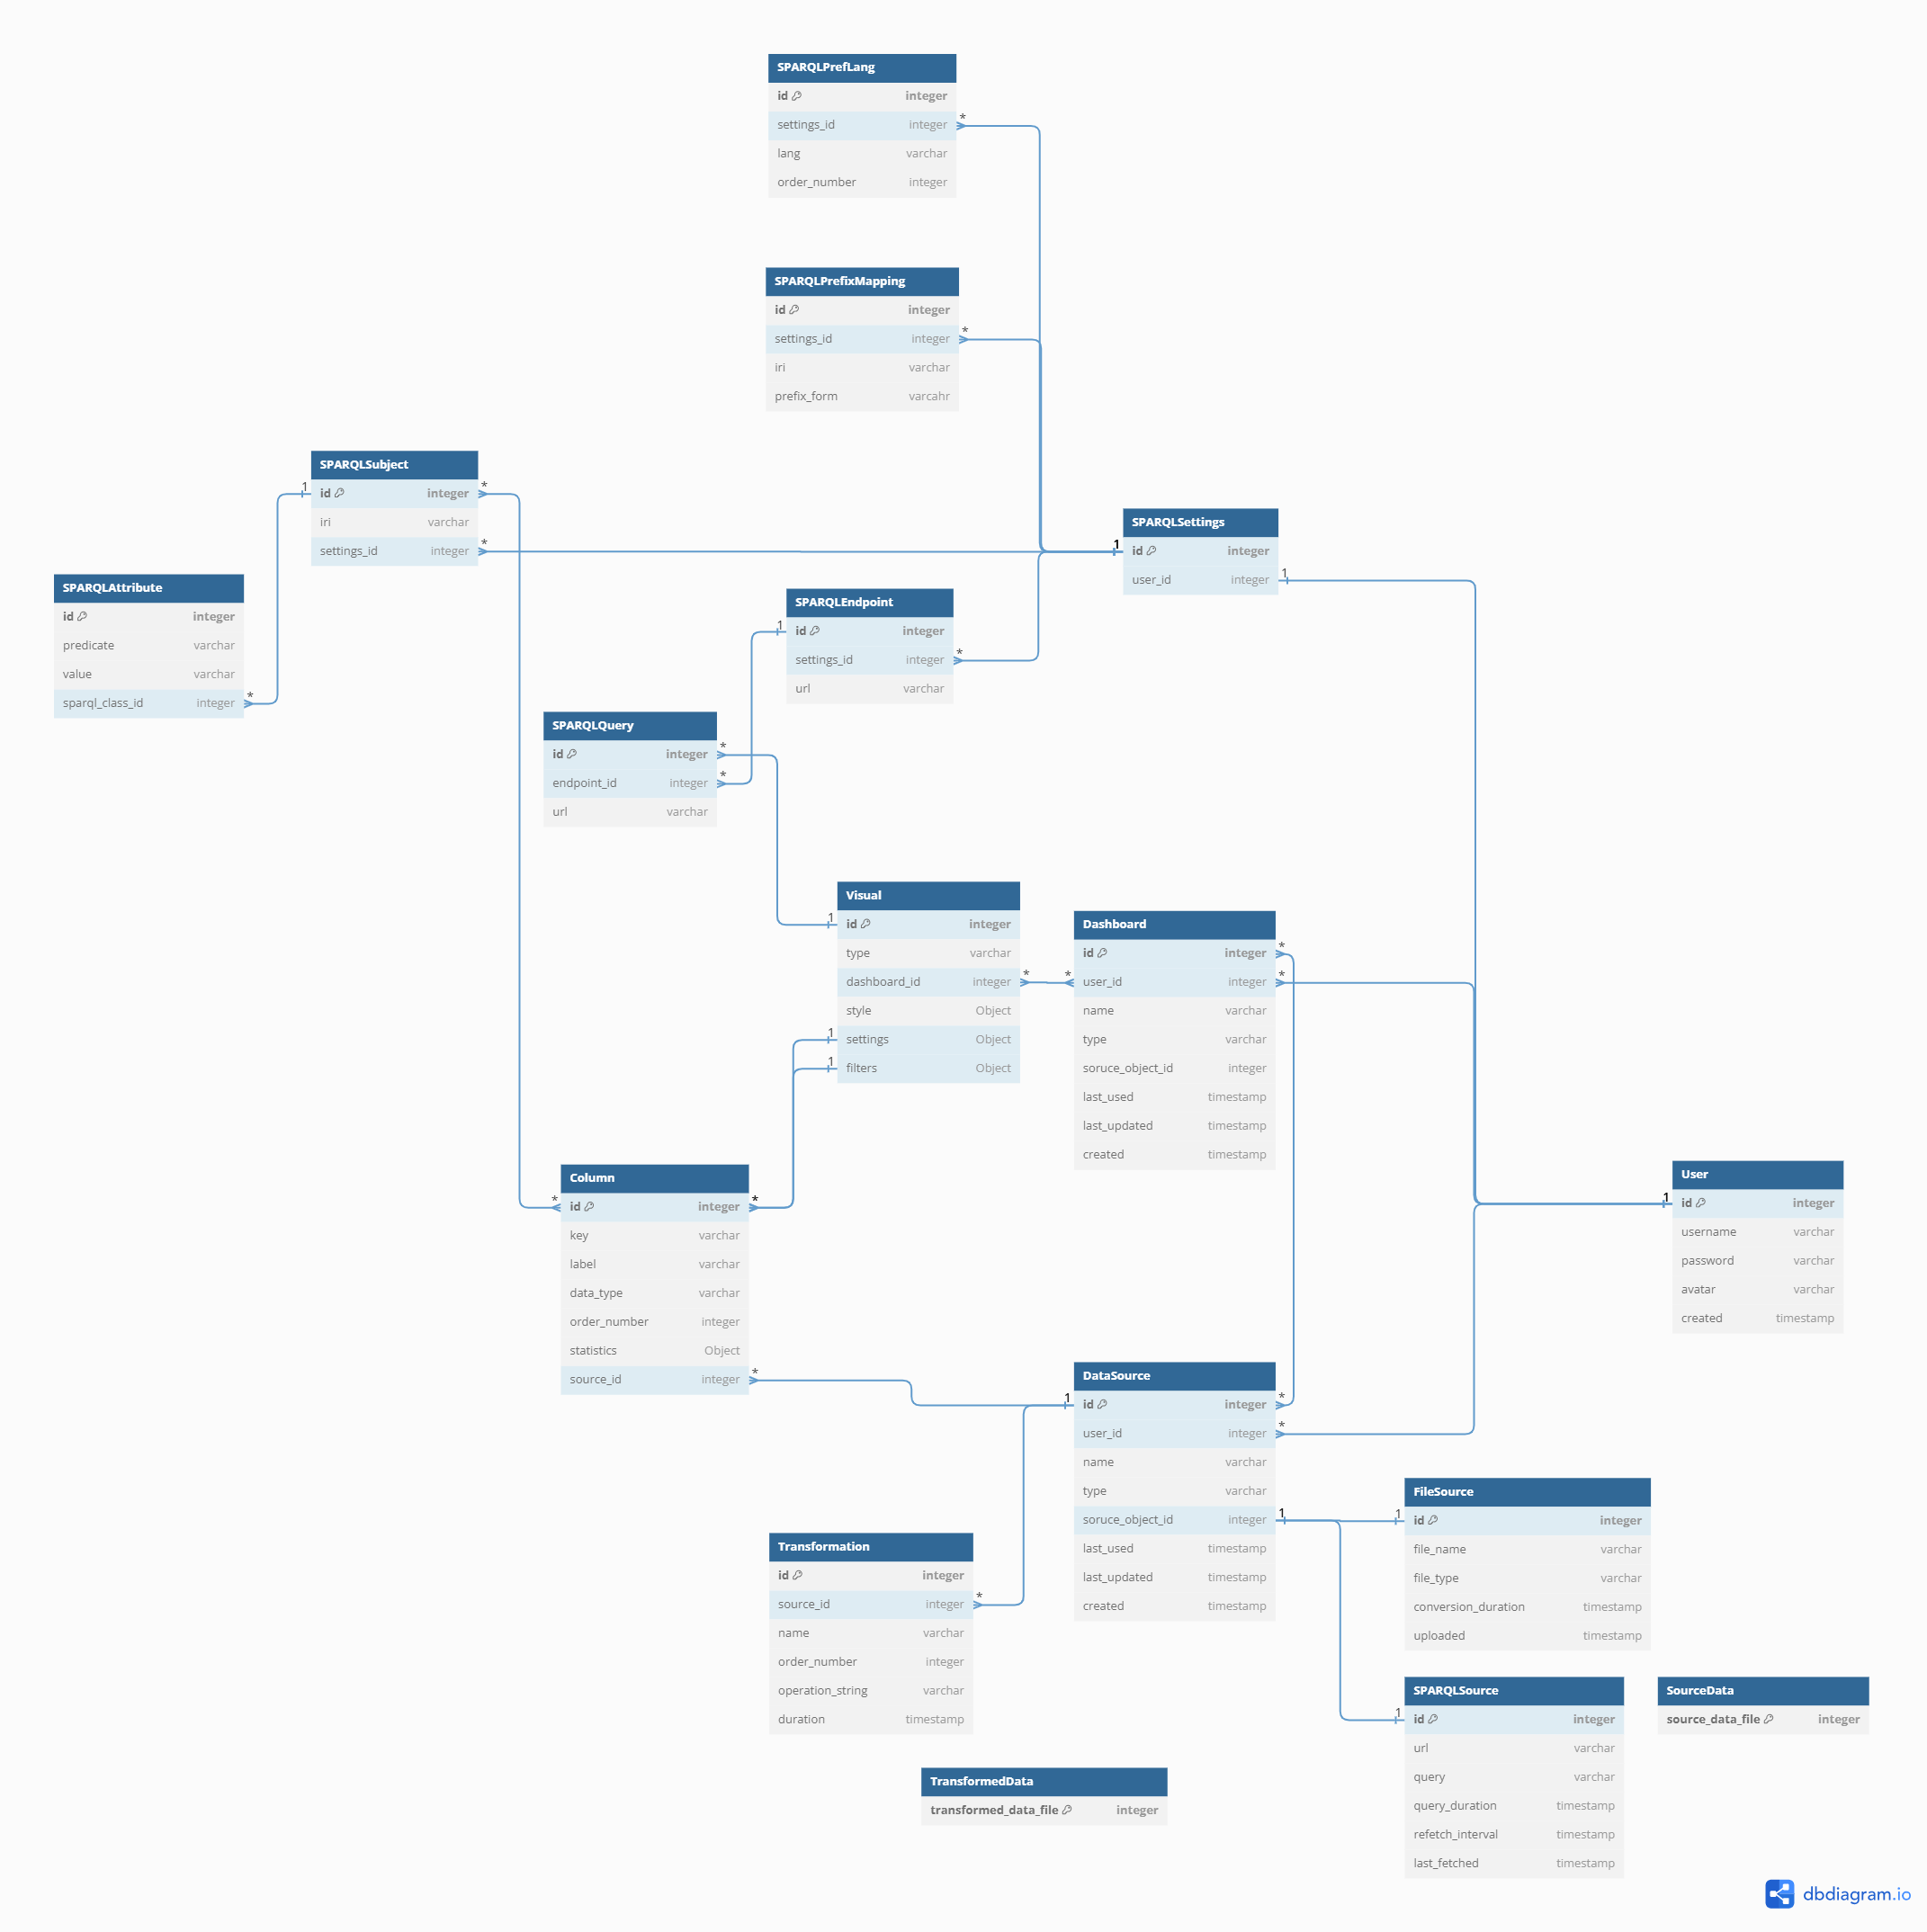 SPARQLPrefLang
id integer
settings_id integer
lang varchar
order_number integer
SPARQLPrefixMapping
id integer
settings_id integer
iri varchar
prefix_form varcahr
SPARQLSubject
id integer
iri varchar
settings_id integer
SPARQLSettings
id integer
user_id integer
SPARQLAttribute
id integer
predicate varchar
value varchar
sparql_class_id integer
SPARQLEndpoint
id integer
settings_id integer
url varchar
SPARQLQuery
id integer
endpoint_id integer
url varchar
Visual
id integer
type varchar
dashboard_id integer
style Object
settings Object
filters Object
Dashboard
id integer
user_id integer
name varchar
type varchar
soruce_object_id integer
last_used timestamp
last_updated timestamp
created timestamp
Column
id integer
key varchar
label varchar
data_type varchar
order_number integer
statistics Object
source_id integer
User
id integer
username varchar
password varchar
avatar varchar
created timestamp
DataSource
id integer
user_id integer
name varchar
type varchar
soruce_object_id integer
last_used timestamp
last_updated timestamp
created timestamp
FileSource
id integer
file_name varchar
file_type varchar
conversion_duration timestamp
uploaded timestamp
Transformation
id integer
source_id integer
name varchar
order_number integer
operation_string varchar
duration timestamp
SPARQLSource
id integer
url varchar
query varchar
query_duration timestamp
refetch_interval timestamp
last_fetched timestamp
SourceData
source_data_file integer
TransformedData
transformed_data_file integer
dbdiagram.io